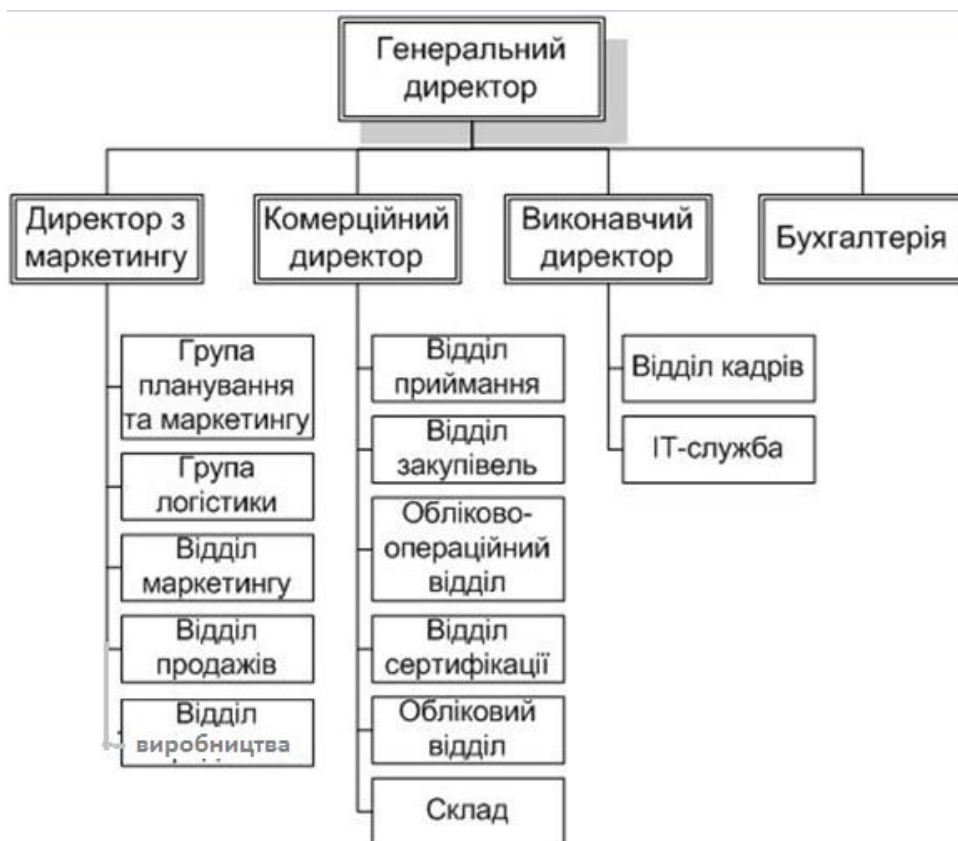 Генеральний
директор
Директор з
маркетингу
Комерційний
директор
Виконавчий
директор
Бухгалтерія
Група
планування
та маркетингу
Група
логістики
Відділ
маркетингу
Відділ
продажів
Відділ
виробництва
Відділ
приймання
Відділ
закупівель
Обліково-
операційний
відділ
Відділ
сертифікації
Обліковий
відділ
Склад
Відділ кадрів
ІТ-служба